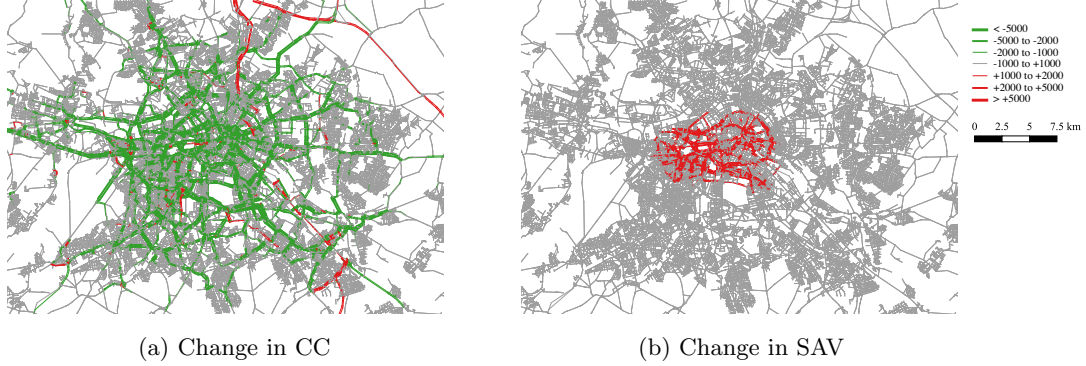 < -5000
-5000 to -2000
-2000 to -1000
-1000 to +1000
+1000 to +2000
+2000 to +5000
> +5000
0 2.5 5 7.5 km
(a) Change in CC
(b) Change in SAV